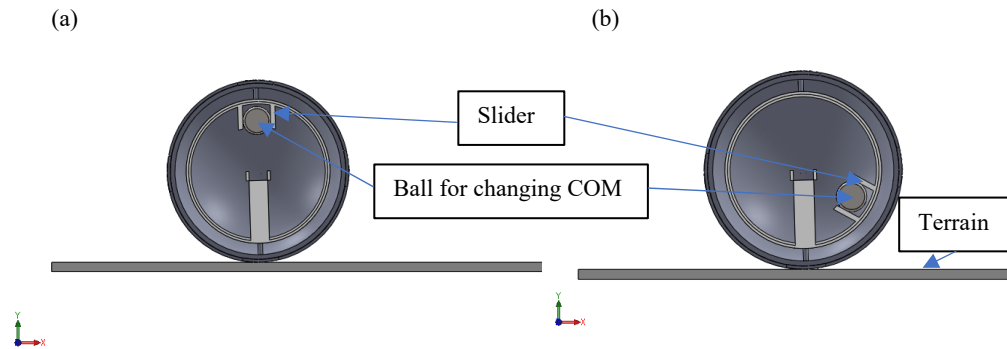 (a)
(b)
Slider
Ball for changing COM
Terrain
Y
X
Y
X